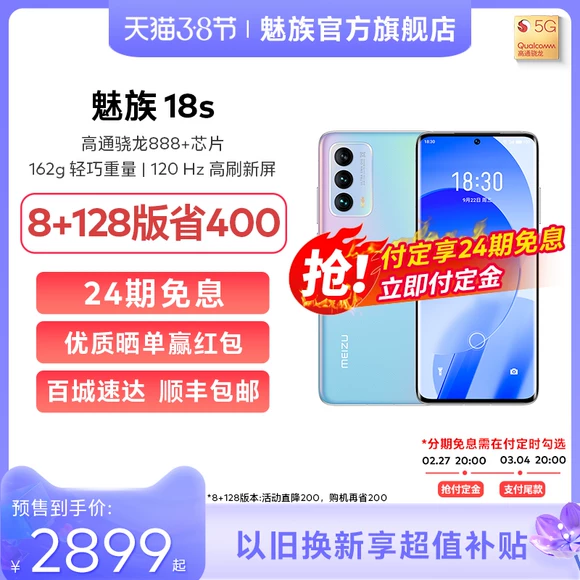 天猫3.8节 | 魅族官方旗舰店
5G
Qualcomm
高通骁龙
魅族 18s
高通骁龙888+芯片
162g 轻巧重量 | 120 Hz 高刷新屏
8+128版省400
24期免息
优质晒单赢红包
百城速达 顺丰包邮
18:30
18:30
9月22日 周三
抢!
付定享24期免息
立即付定金
MEIZU
*分期免息需在付定时勾选
02.27 20:00
03.04 20:00
抢付定金
支付尾款
*8+128版本:活动直降200，购机再省200
预售到手价
￥2899起
以旧换新享超值补贴